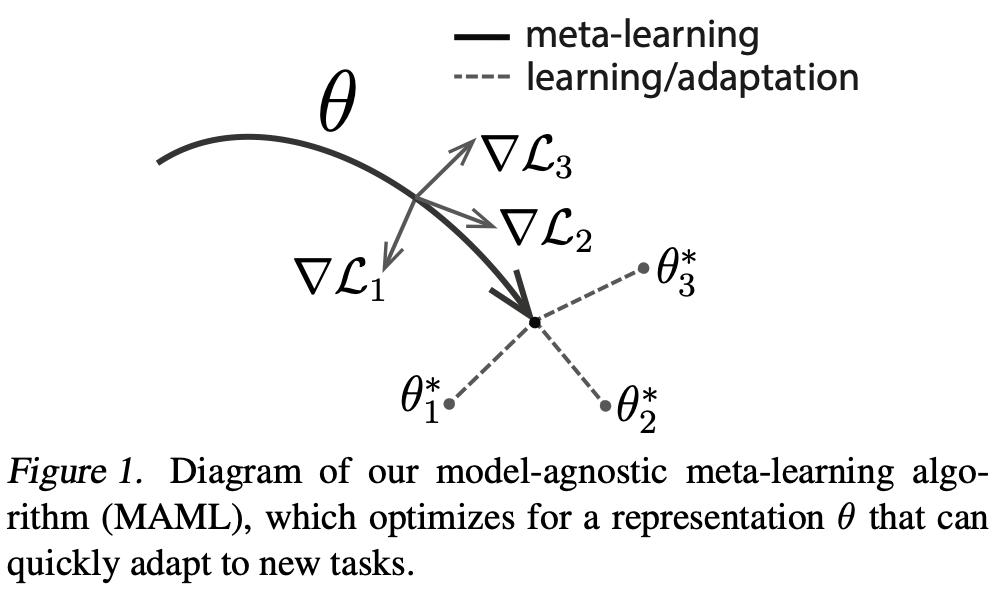 meta-learning
learning/adaptation
θ
∇ℒ₃
∇ℒ₂
∇ℒ₁
θ₃*
θ₁*
θ₂*
Figure 1. Diagram of our model-agnostic meta-learning algo-
rithm (MAML), which optimizes for a representation θ that can
quickly adapt to new tasks.